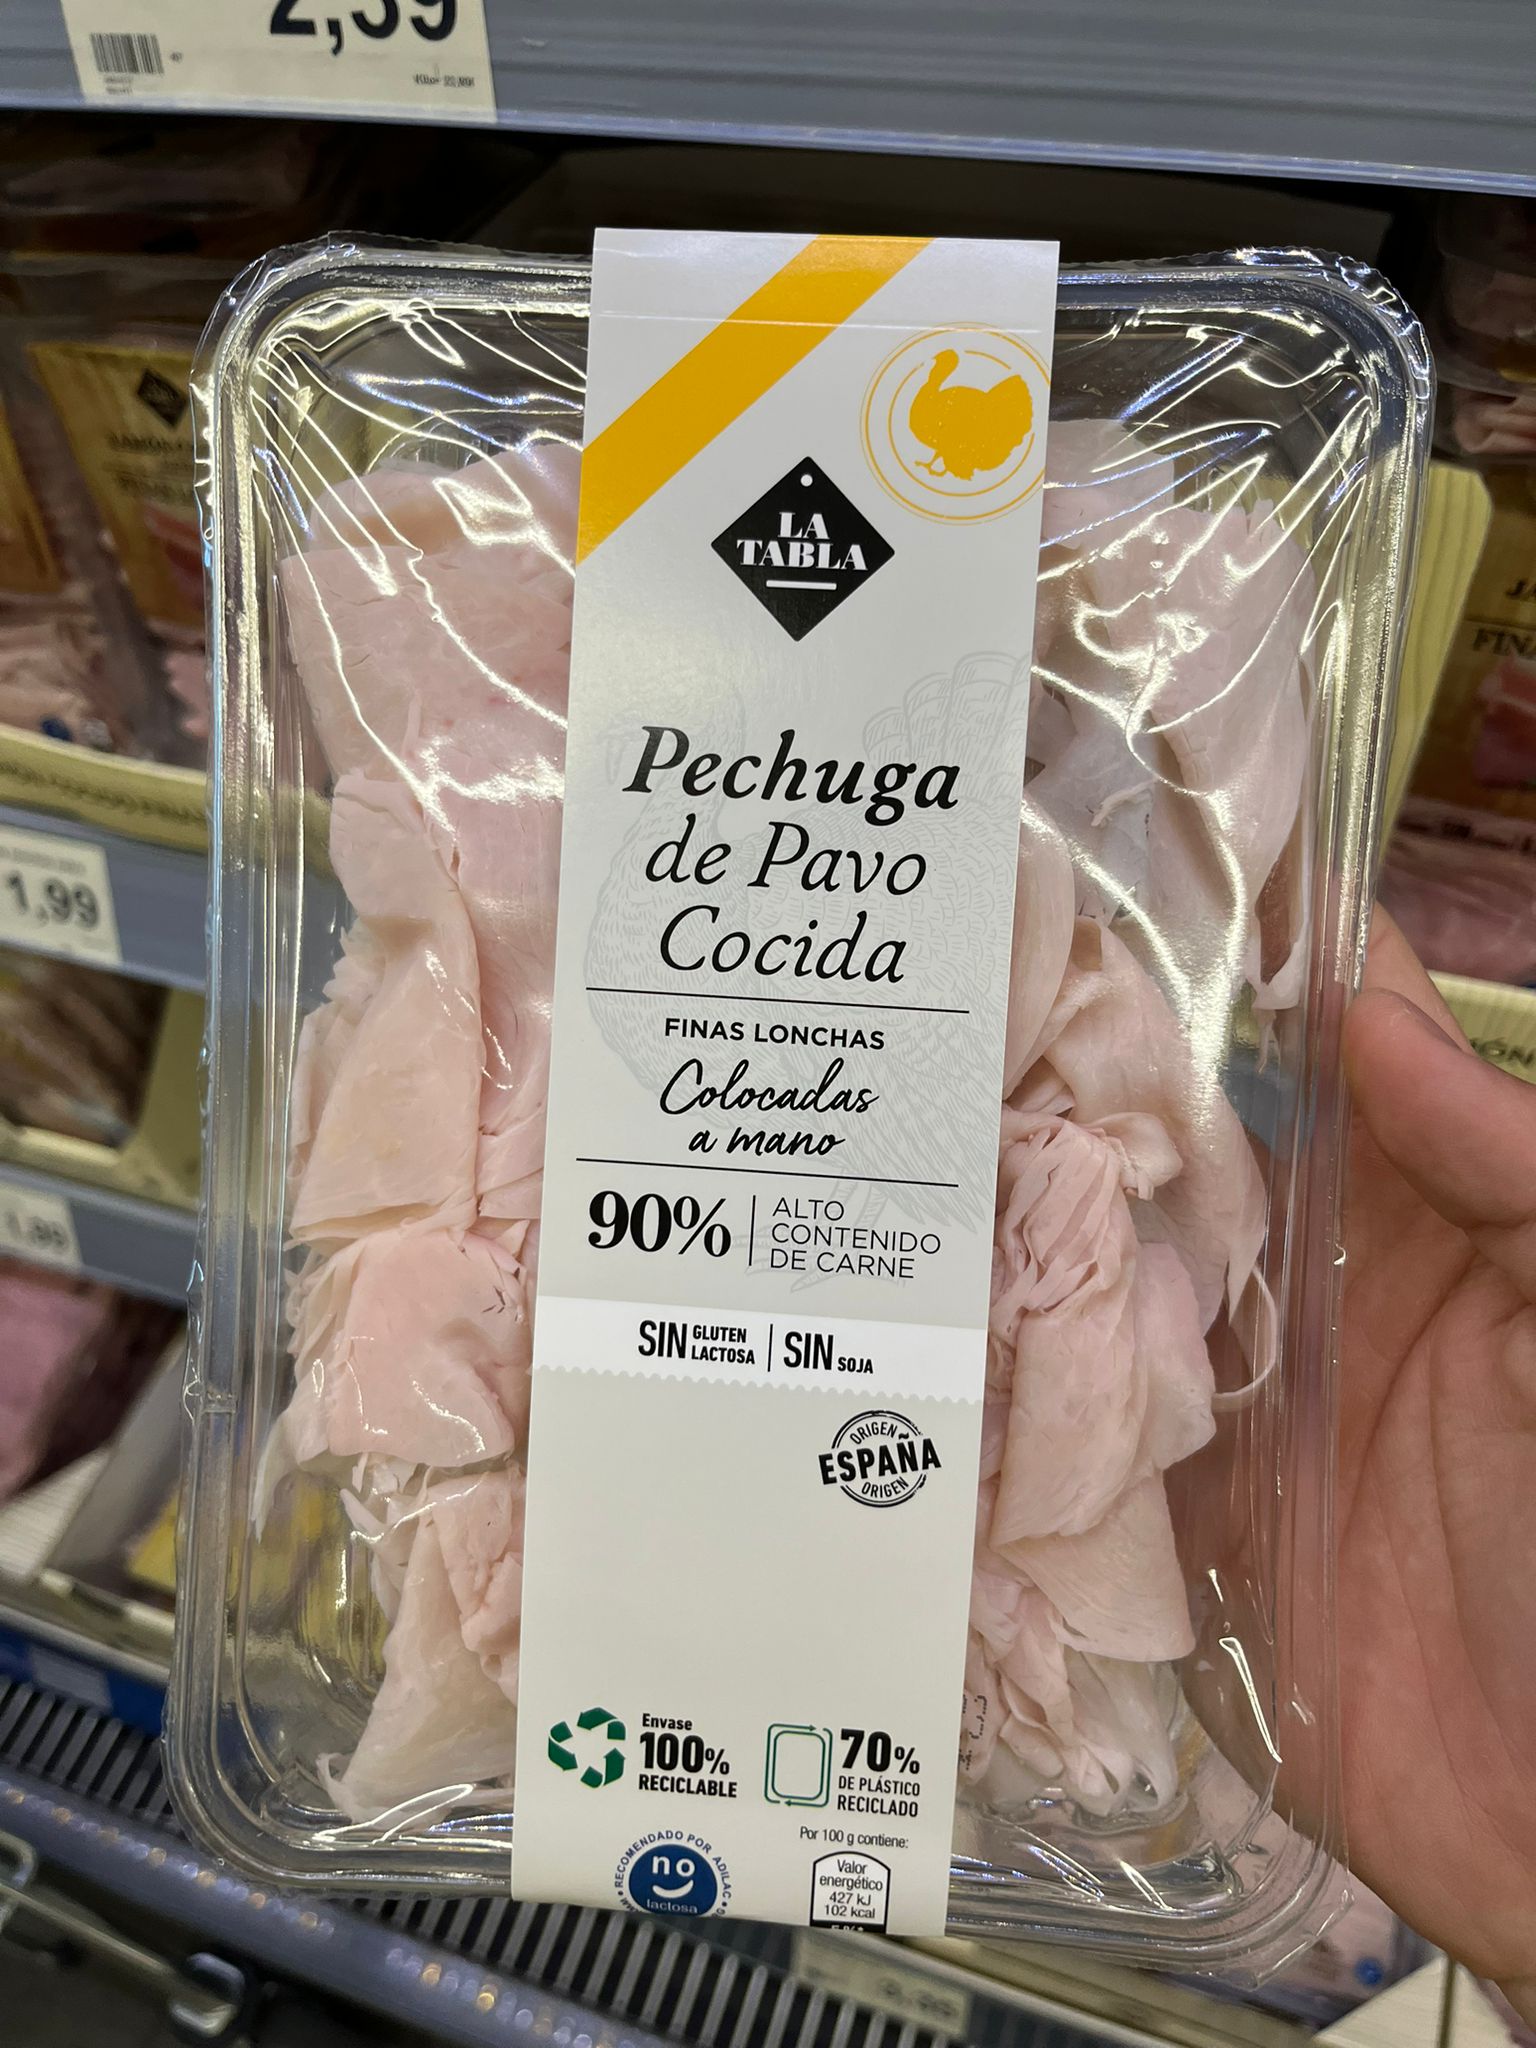 2,39
LA
TABLA
Pechuga
de Pavo
Cocida
FINAS LONCHAS
Colocadas
a mano
90%
ALTO
CONTENIDO
DE CARNE
SIN GLUTEN
LACTOSA
SIN SOJA
ORIGEN
ESPAÑA
ORIGEN
Envase
100%
RECICLABLE
70%
DE PLÁSTICO
RECICLADO
RECOMENDADO POR ADILAC
no
lactosa
Por 100 g contiene:
Valor
energético
427 kJ
102 kcal
1,99